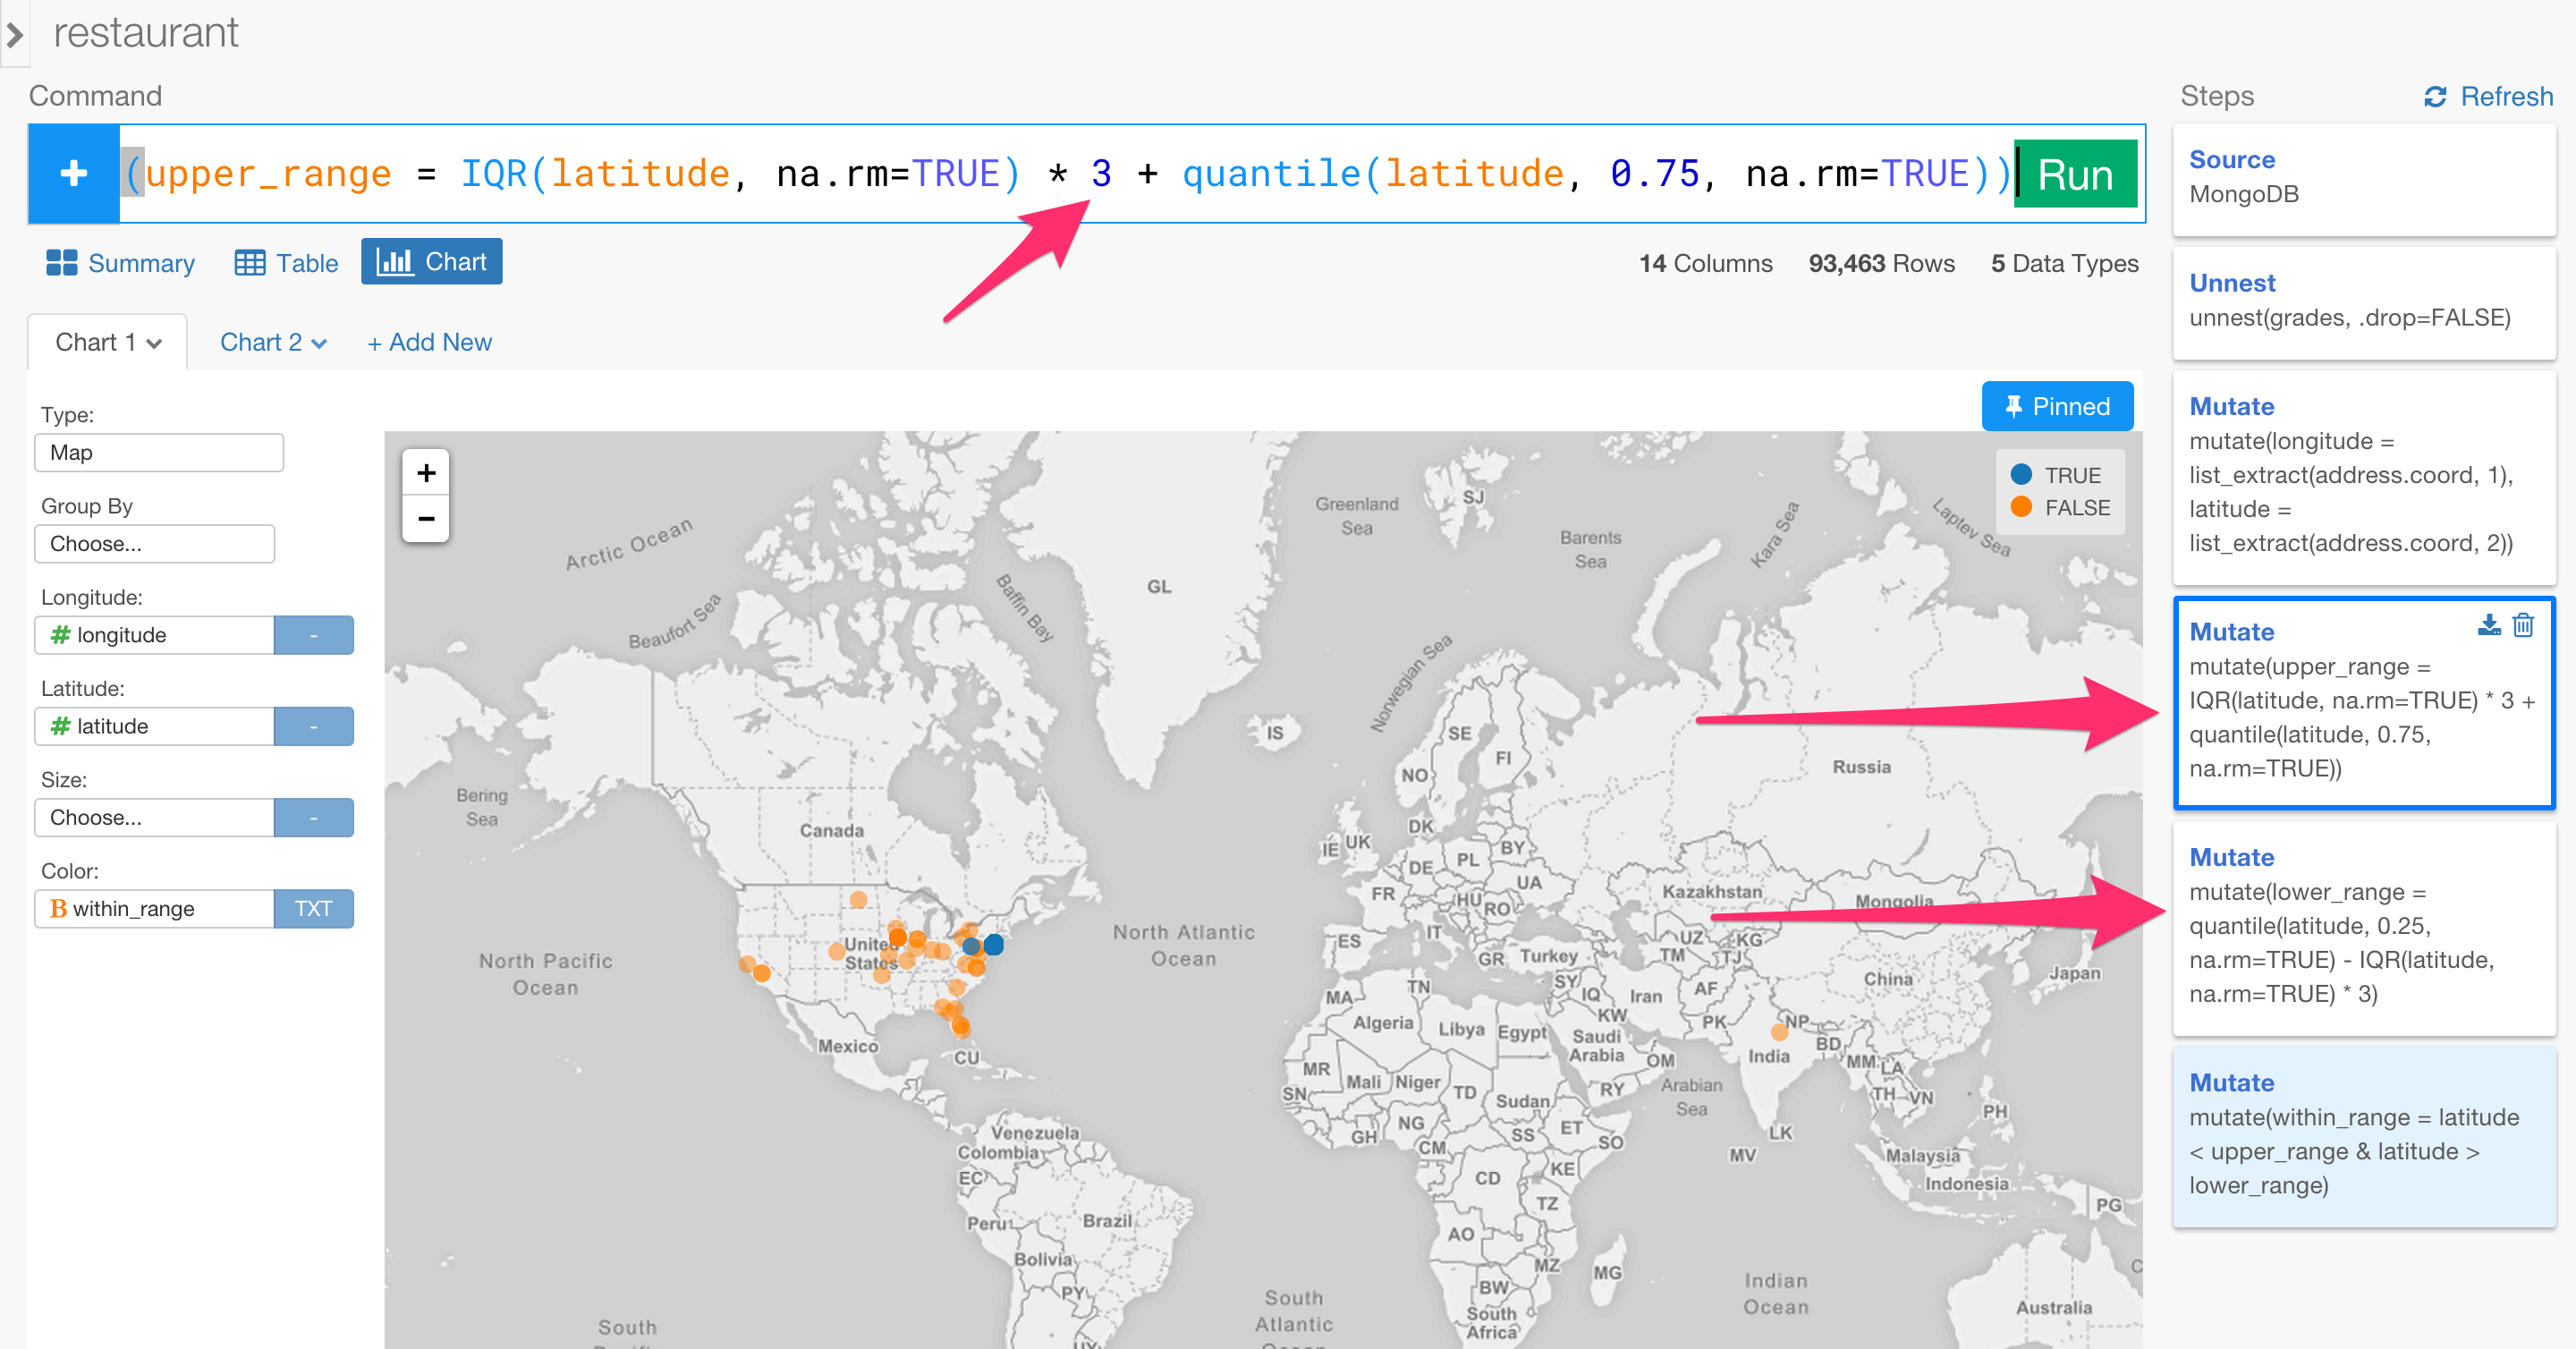 restaurant
Command
(upper_range = IQR(latitude, na.rm=TRUE) * 3 + quantile(latitude, 0.75, na.rm=TRUE))
Run
Summary
Table
Chart
14 Columns
93,463 Rows
5 Data Types
Chart 1
Chart 2
+ Add New
Type:
Map
Group By
Choose...
Longitude:
# longitude
-
Latitude:
# latitude
-
Size:
Choose...
-
Color:
B within_range
TXT
Pinned
+
−
TRUE
FALSE
Arctic Ocean
Beaufort Sea
Baffin Bay
GL
Greenland
Sea
SJ
Barents
Sea
Kara Sea
Laptev Sea
Norwegian Sea
IS
SE
FI
NO
Russia
Bering
Sea
Canada
DK
IE
UK
BY
PL
DE
UA
FR
HU
RO
Kazakhstan
Mongolia
United
States
North Pacific
Ocean
North Atlantic
Ocean
ES
IT
GR
Turkey
UZ
KG
TM
TJ
China
Japan
MA
TN
SY
IQ
Iran
AF
Algeria
Libya
Egypt
KW
PK
NP
Saudi
Arabia
OM
India
BD
MM
LA
Mexico
CU
MR
Mali
Niger
TD
Sudan
RY
Arabian
Sea
TH
VN
PH
SN
NG
GH
SS
ET
SO
CM
LK
MV
Malaysia
Indonesia
Venezuela
Colombia
EC
CD
KE
TZ
PG
Peru
Brazil
AO
Bolivia
MZ
MG
PY
BW
South
Africa
Indian
Ocean
Australia
South
Atlantic
Ocean
South
UY
Steps
Refresh
Source
MongoDB
Unnest
unnest(grades, .drop=FALSE)
Mutate
mutate(longitude =
list_extract(address.coord, 1),
latitude =
list_extract(address.coord, 2))
Mutate
mutate(upper_range =
IQR(latitude, na.rm=TRUE) * 3 +
quantile(latitude, 0.75,
na.rm=TRUE))
Mutate
mutate(lower_range =
quantile(latitude, 0.25,
na.rm=TRUE) - IQR(latitude,
na.rm=TRUE) * 3)
Mutate
mutate(within_range = latitude
< upper_range & latitude >
lower_range)